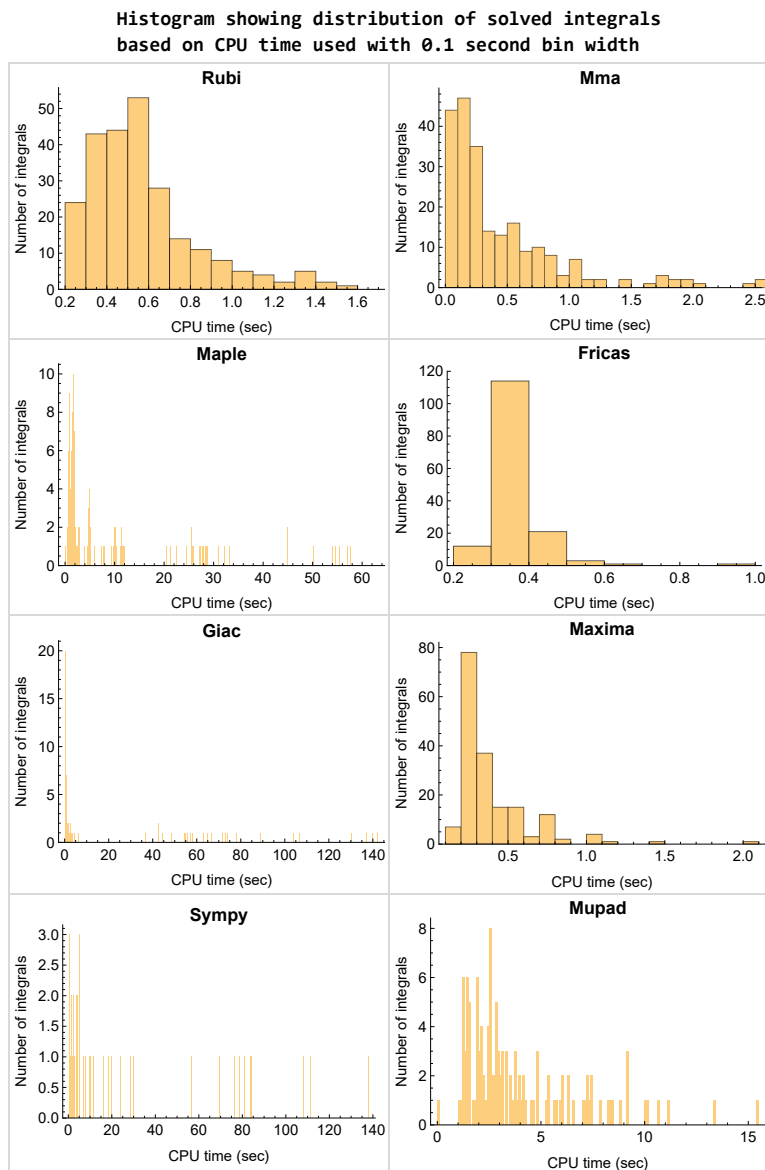 Histogram showing distribution of solved integrals
based on CPU time used with 0.1 second bin width
Rubi
Number of integrals
50
40
30
20
10
0
0.2 0.4 0.6 0.8 1.0 1.2 1.4 1.6
CPU time (sec)
Mma
Number of integrals
40
30
20
10
0
0.0 0.5 1.0 1.5 2.0 2.5
CPU time (sec)
Maple
Number of integrals
10
8
6
4
2
0
0 10 20 30 40 50 60
CPU time (sec)
Fricas
Number of integrals
120
100
80
60
40
20
0
0.2 0.4 0.6 0.8 1.0
CPU time (sec)
Giac
Number of integrals
20
15
10
5
0
0 20 40 60 80 100 120 140
CPU time (sec)
Maxima
Number of integrals
80
60
40
20
0
0.5 1.0 1.5 2.0
CPU time (sec)
Sympy
Number of integrals
3.0
2.5
2.0
1.5
1.0
0.5
0.0
0 20 40 60 80 100 120 140
CPU time (sec)
Mupad
Number of integrals
8
6
4
2
0
0 5 10 15
CPU time (sec)